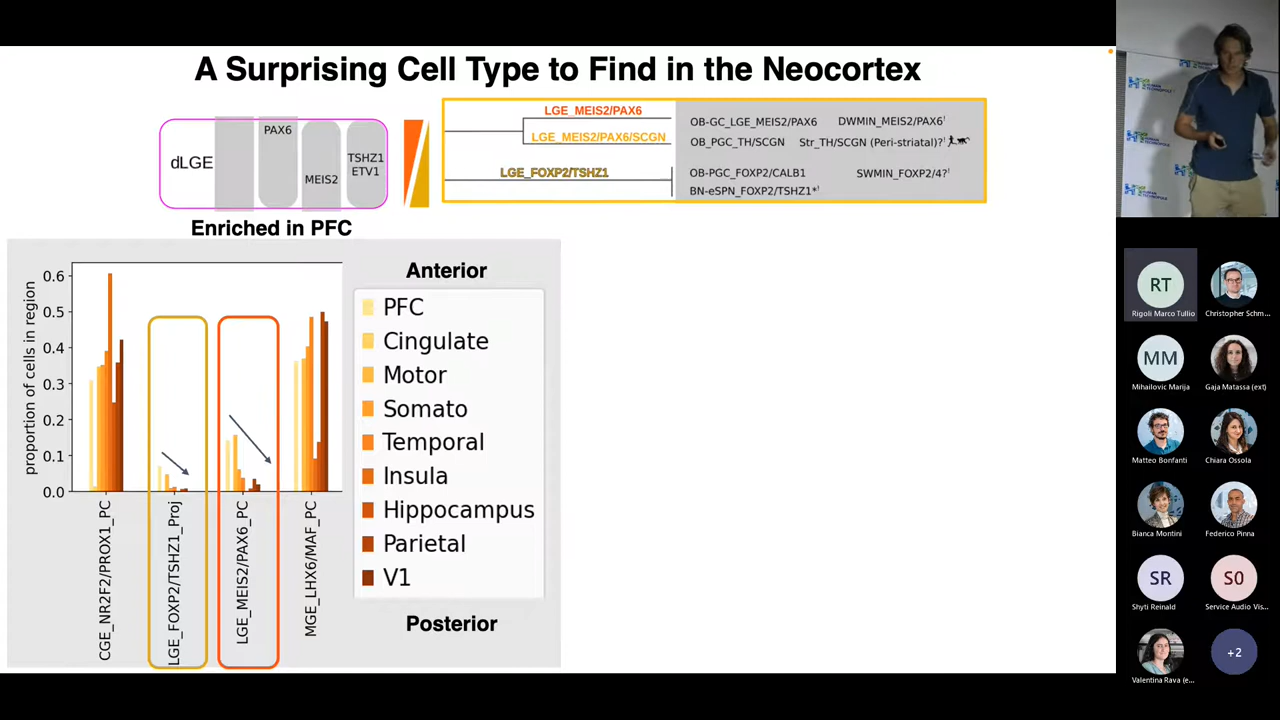 A Surprising Cell Type to Find in the Neocortex
dLGE
PAX6
MEIS2
TSHZ1
ETV1
LGE_MEIS2/PAX6
LGE_MEIS2/PAX6/SCGN
LGE_FOXP2/TSHZ1
OB-GC_LGE_MEIS2/PAX6
DWMIN_MEIS2/PAX6!
OB_PGC_TH/SCGN
Str_TH/SCGN (Peri-striatal)?!
OB-PGC_FOXP2/CALB1
SWMIN_FOXP2/4?!
BN-eSPN_FOXP2/TSHZ1*!
Enriched in PFC
proportion of cells in region
0.6
0.5
0.4
0.3
0.2
0.1
0.0
CGE_NR2F2/PROX1_PC
LGE_FOXP2/TSHZ1_Proj
LGE_MEIS2/PAX6_PC
MGE_LHX6/MAF_PC
Anterior
PFC
Cingulate
Motor
Somato
Temporal
Insula
Hippocampus
Parietal
V1
Posterior
RT
Rigoli Marco Tullio
Christopher Schm...
MM
Mihailovic Marija
Gaja Matassa (ext)
Matteo Bonfanti
Chiara Ossola
Bianca Montini
Federico Pinna
SR
Shyti Reinald
S0
Service Audio Vis...
Valentina Rava (e...
+2